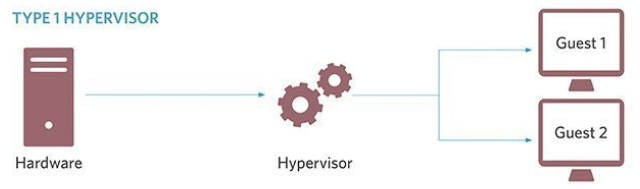 TYPE 1 HYPERVISOR
Guest 1
Guest 2
Hardware
Hypervisor